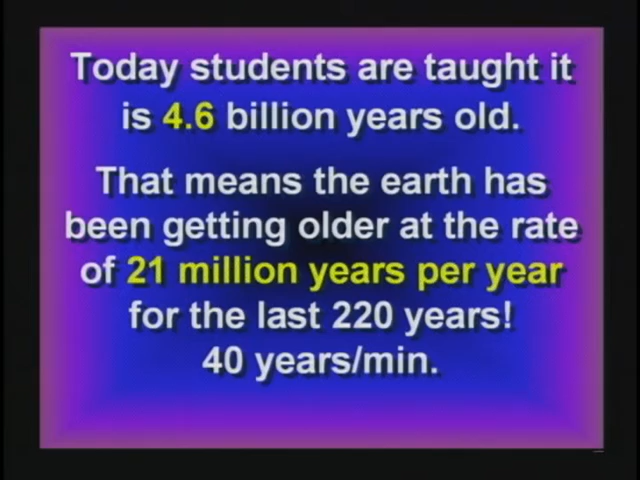 Today students are taught it
is 4.6 billion years old.
That means the earth has
been getting older at the rate
of 21 million years per year
for the last 220 years!
40 years/min.